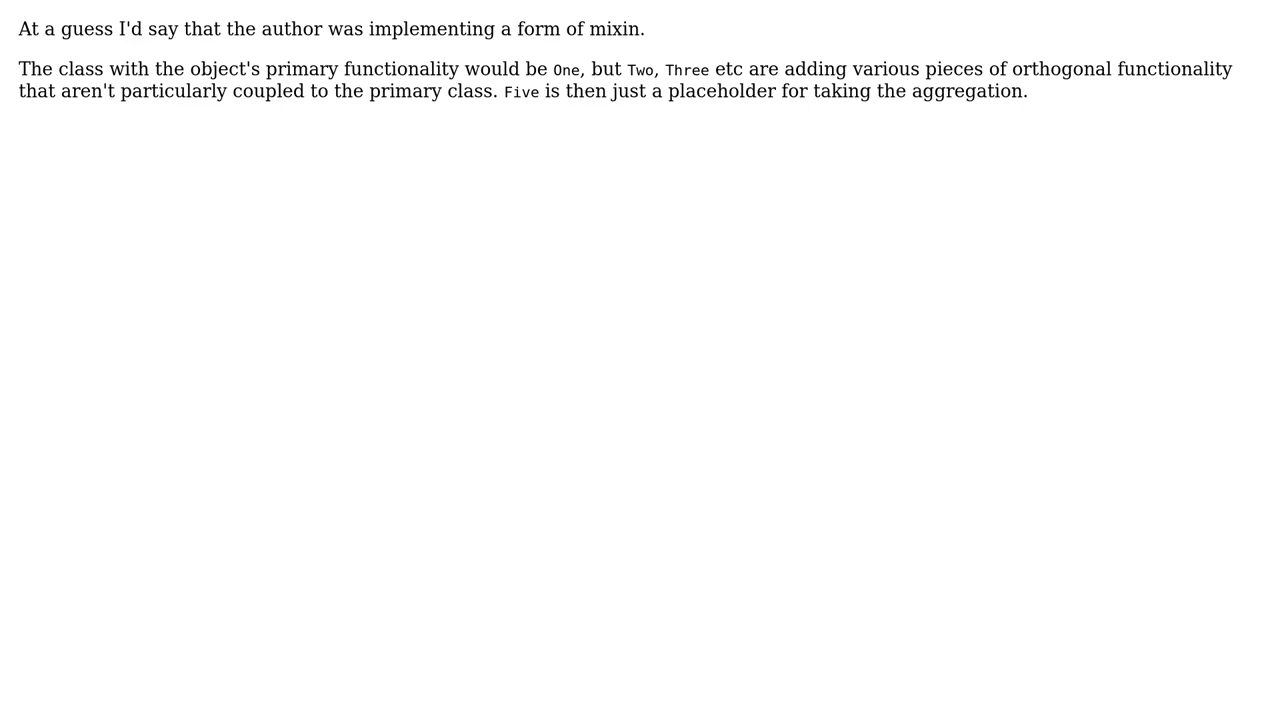 At a guess I'd say that the author was implementing a form of mixin.
The class with the object's primary functionality would be One, but Two, Three etc are adding various pieces of orthogonal functionality
that aren't particularly coupled to the primary class. Five is then just a placeholder for taking the aggregation.